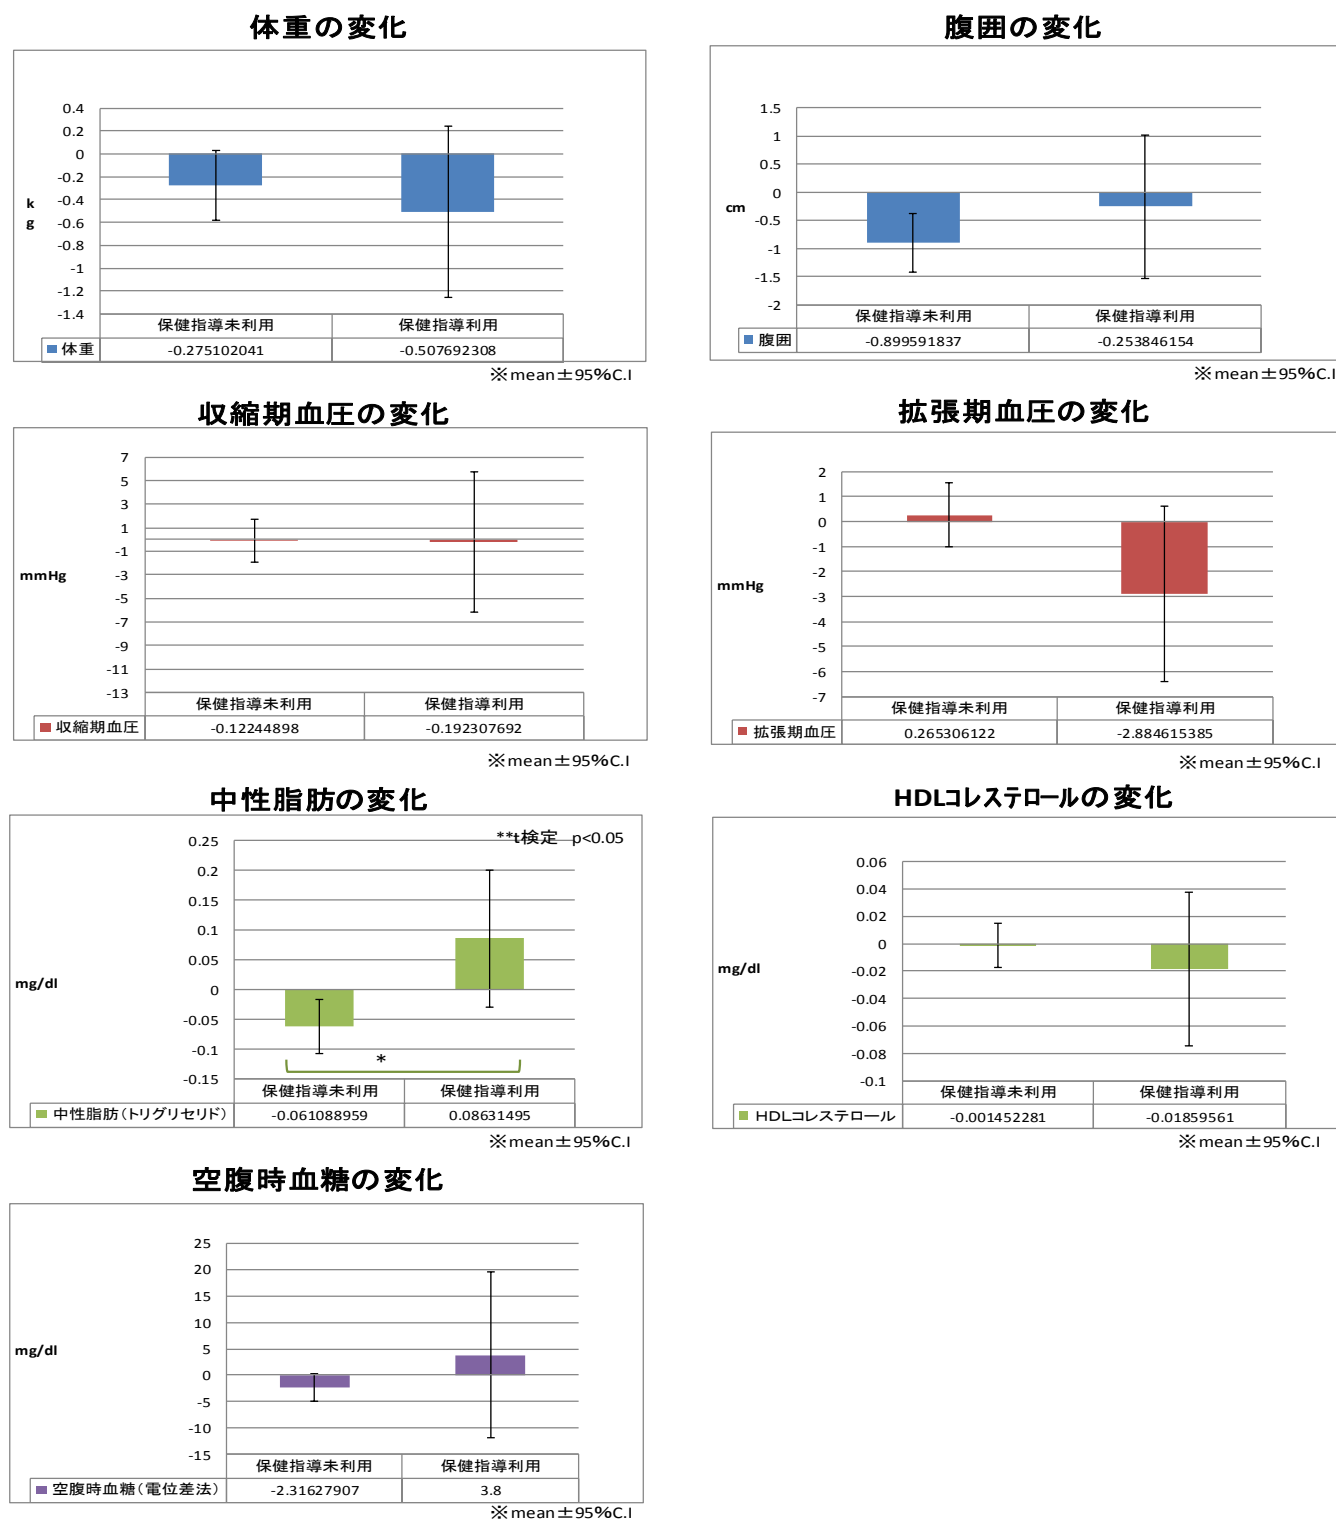 体重の変化
0.4
0.2
0
-0.2
-0.4
-0.6
-0.8
-1
-1.2
-1.4
kg
保健指導未利用 保健指導利用
体重 -0.275102041 -0.507692308
※mean±95%C.I
腹囲の変化
1.5
1
0.5
0
-0.5
-1
-1.5
-2
cm
保健指導未利用 保健指導利用
腹囲 -0.899591837 -0.253846154
※mean±95%C.I
収縮期血圧の変化
7
5
3
1
-1
-3
-5
-7
-9
-11
-13
mmHg
保健指導未利用 保健指導利用
収縮期血圧 -0.12244898 -0.192307692
※mean±95%C.I
拡張期血圧の変化
2
1
0
-1
-2
-3
-4
-5
-6
-7
mmHg
保健指導未利用 保健指導利用
拡張期血圧 0.265306122 -2.884615385
※mean±95%C.I
中性脂肪の変化
**t検定 p<0.05
0.25
0.2
0.15
0.1
0.05
0
-0.05
-0.1
-0.15
mg/dl
*
保健指導未利用 保健指導利用
中性脂肪(トリグリセリド) -0.061088959 0.08631495
※mean±95%C.I
HDLコレステロールの変化
0.06
0.04
0.02
0
-0.02
-0.04
-0.06
-0.08
-0.1
mg/dl
保健指導未利用 保健指導利用
HDLコレステロール -0.001452281 -0.01859561
※mean±95%C.I
空腹時血糖の変化
25
20
15
10
5
0
-5
-10
-15
mg/dl
保健指導未利用 保健指導利用
空腹時血糖(電位差法) -2.31627907 3.8
※mean±95%C.I